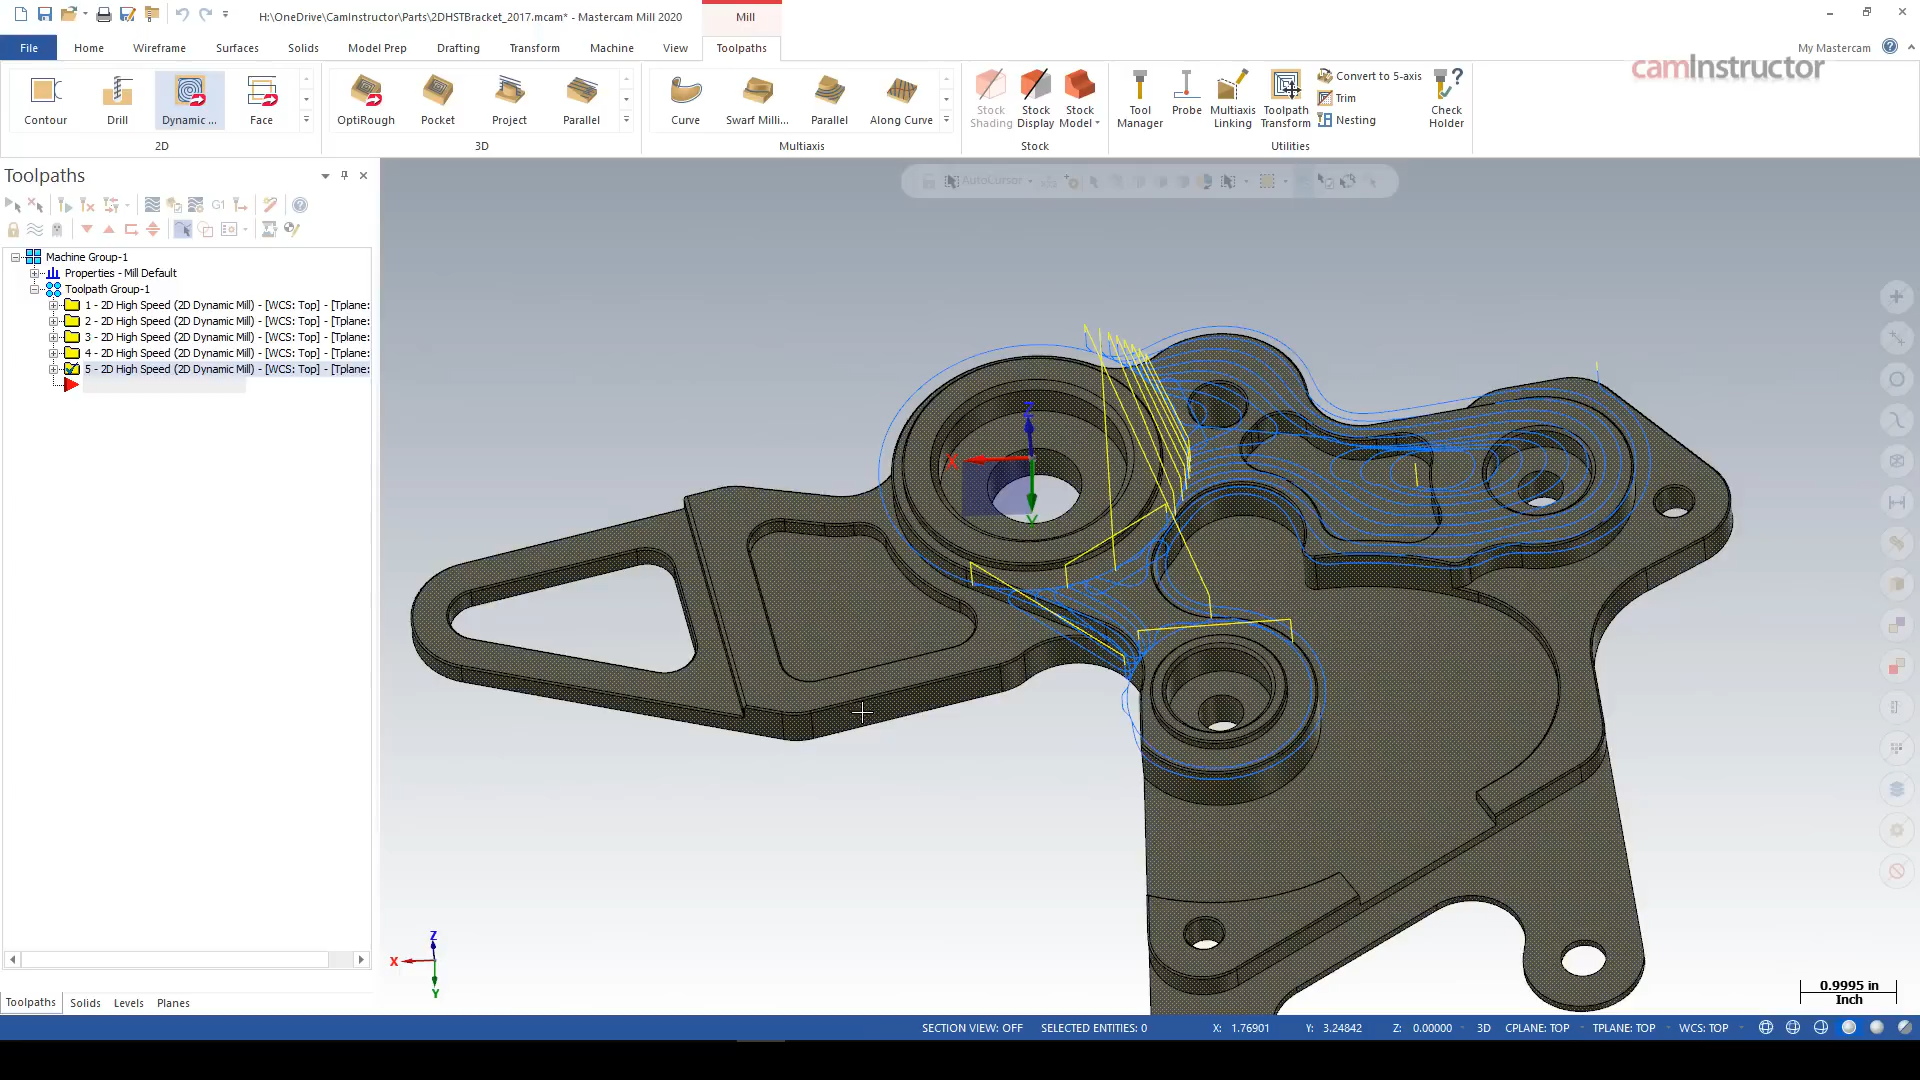 H:\OneDrive\CamInstructor\Parts\2DHSTBracket_2017.mcam* - Mastercam Mill 2020
Mill
File Home Wireframe Surfaces Solids Model Prep Drafting Transform Machine View Toolpaths
My Mastercam
camInstructor
Contour Drill Dynamic ... Face
2D
OptiRough Pocket Project Parallel
3D
Curve Swarf Milli... Parallel Along Curve
Multiaxis
Stock Shading
Stock Display
Stock Model
Stock
Tool Manager
Probe
Multiaxis Linking
Toolpath Transform
Convert to 5-axis
Trim
Nesting
Check Holder
Utilities
Toolpaths
AutoCursor
G1
Machine Group-1
Properties - Mill Default
Toolpath Group-1
1 - 2D High Speed (2D Dynamic Mill) - [WCS: Top] - [Tplane:
2 - 2D High Speed (2D Dynamic Mill) - [WCS: Top] - [Tplane:
3 - 2D High Speed (2D Dynamic Mill) - [WCS: Top] - [Tplane:
4 - 2D High Speed (2D Dynamic Mill) - [WCS: Top] - [Tplane:
5 - 2D High Speed (2D Dynamic Mill) - [WCS: Top] - [Tplane:
Z
X
Y
Z
X
Y
0.9995 in
Inch
Toolpaths Solids Levels Planes
SECTION VIEW: OFF SELECTED ENTITIES: 0 X: 1.76901 Y: 3.24842 Z: 0.00000 3D CPLANE: TOP TPLANE: TOP WCS: TOP